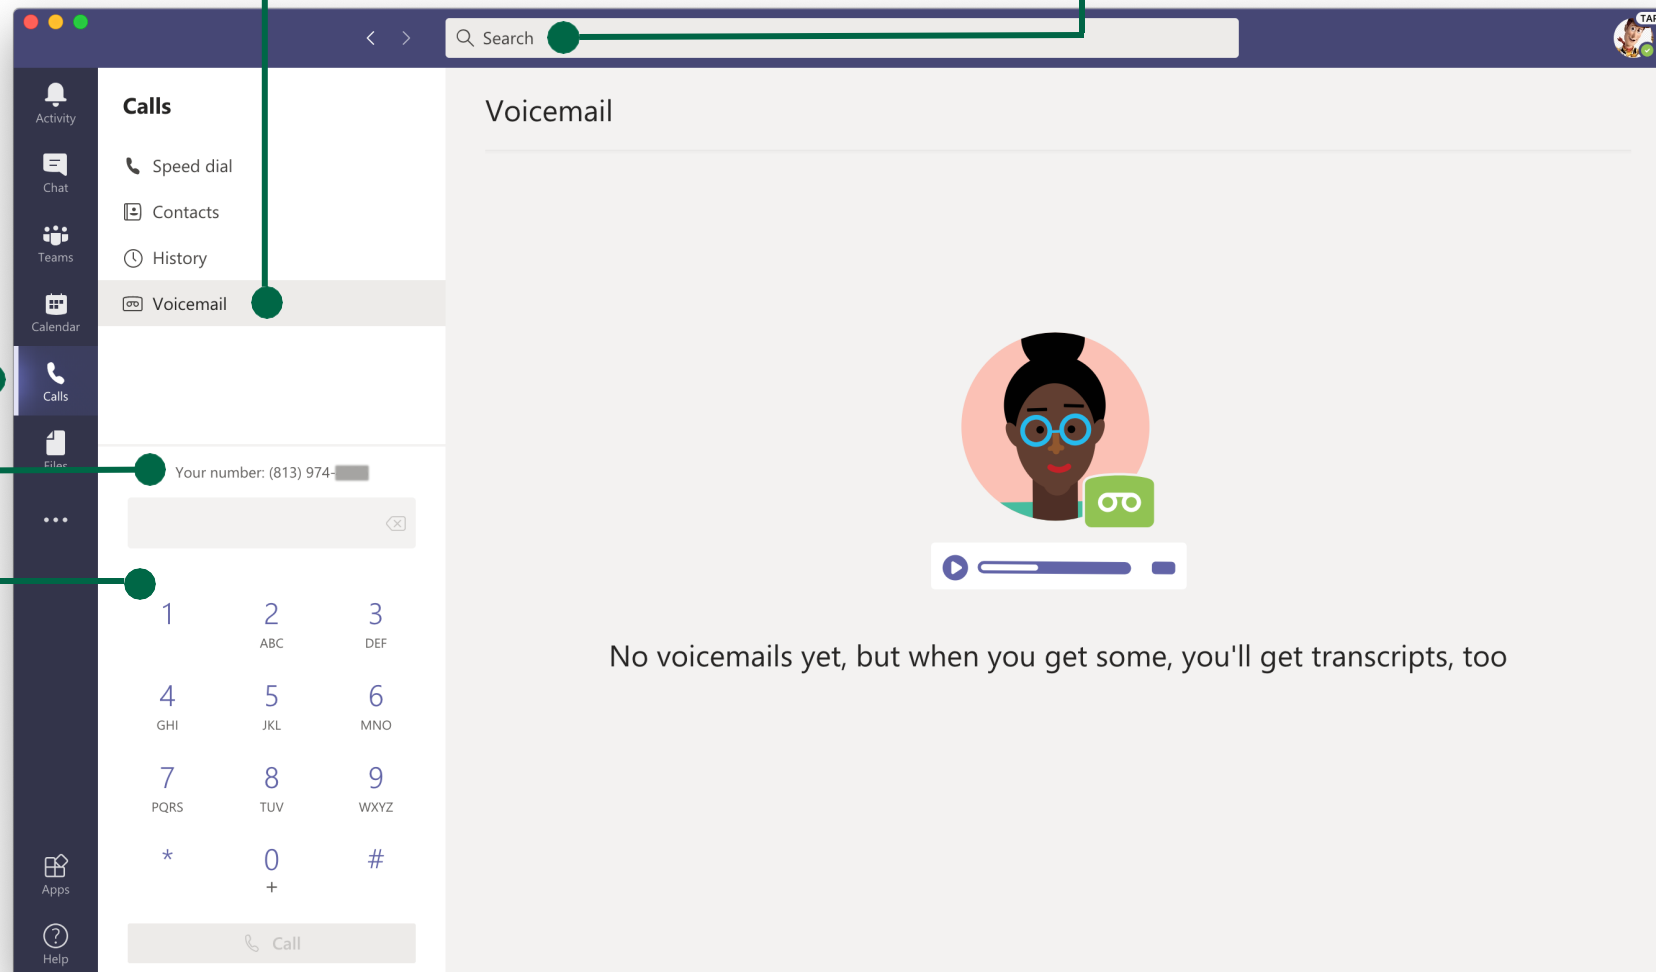 Search
TAP
Activity
Chat
Teams
Calendar
Calls
Files
Apps
Help
Calls
Speed dial
Contacts
History
Voicemail
Your number: (813) 974-
1
2
ABC
3
DEF
4
GHI
5
JKL
6
MNO
7
PQRS
8
TUV
9
WXYZ
*
0
+
#
Call
Voicemail
No voicemails yet, but when you get some, you'll get transcripts, too